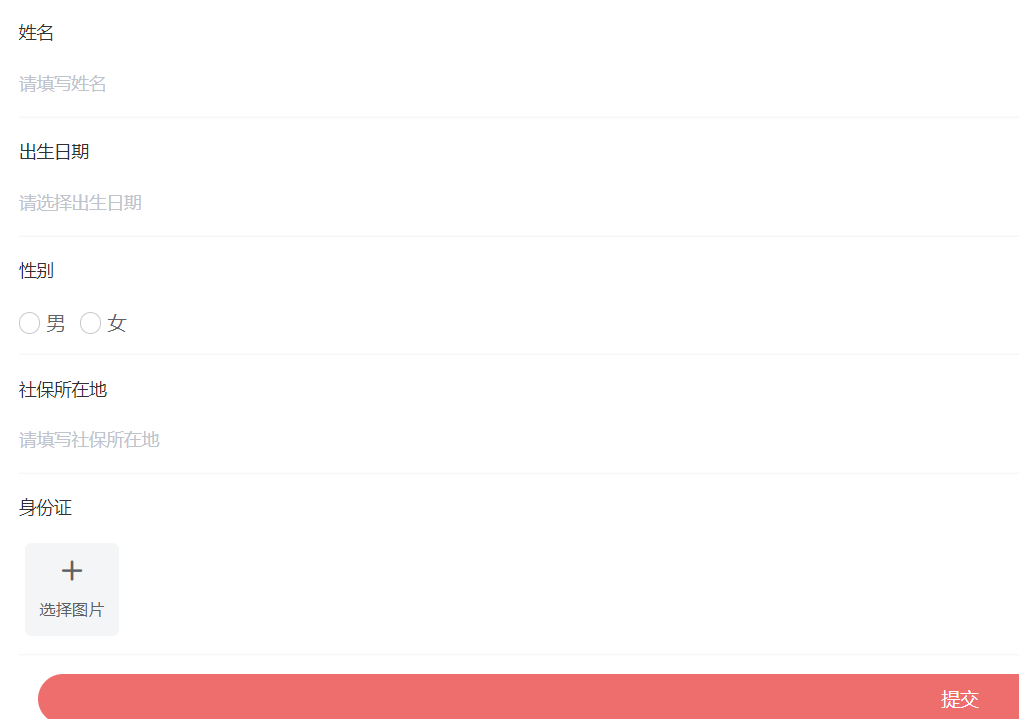 姓名
请填写姓名
出生日期
请选择出生日期
性别
男 女
社保所在地
请填写社保所在地
身份证
选择图片
提交